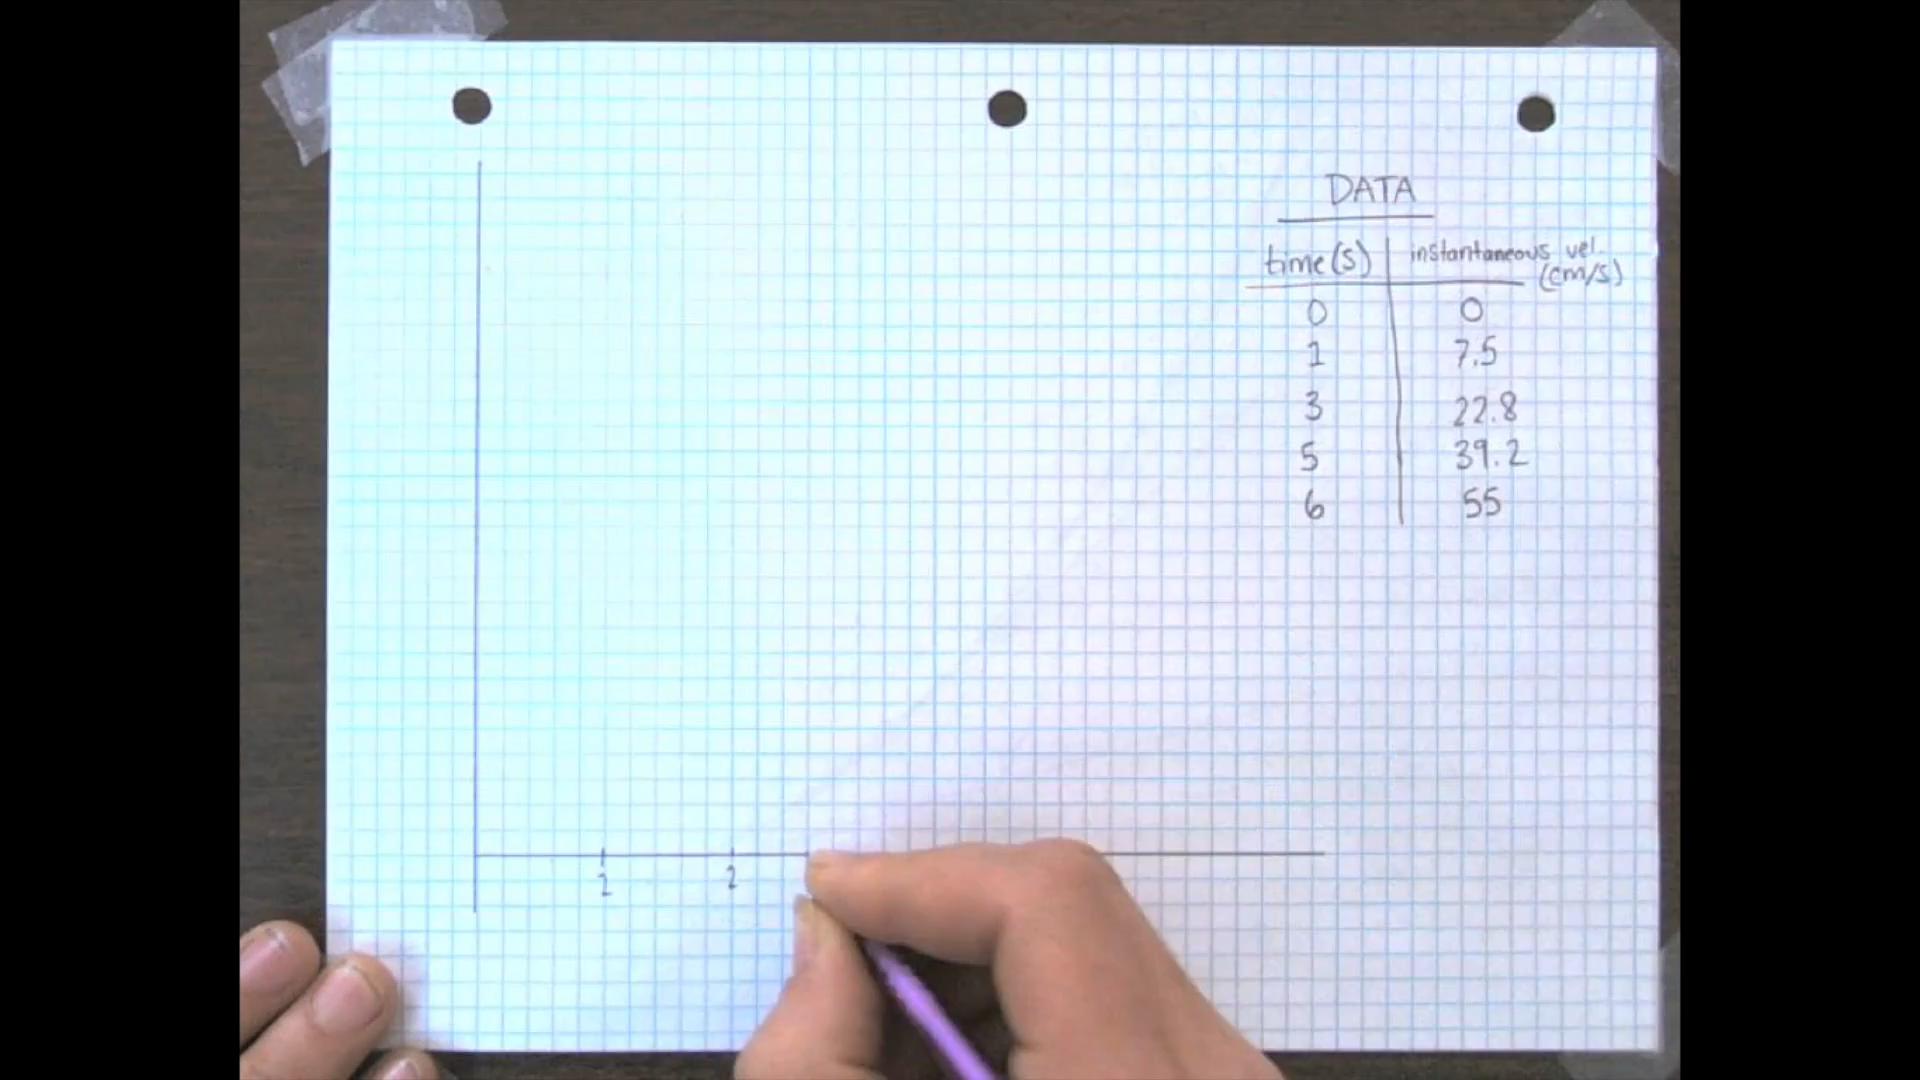 DATA
time(s) instantaneous vel.
(cm/s)
0 0
1 7.5
3 22.8
5 39.2
6 55
1 2